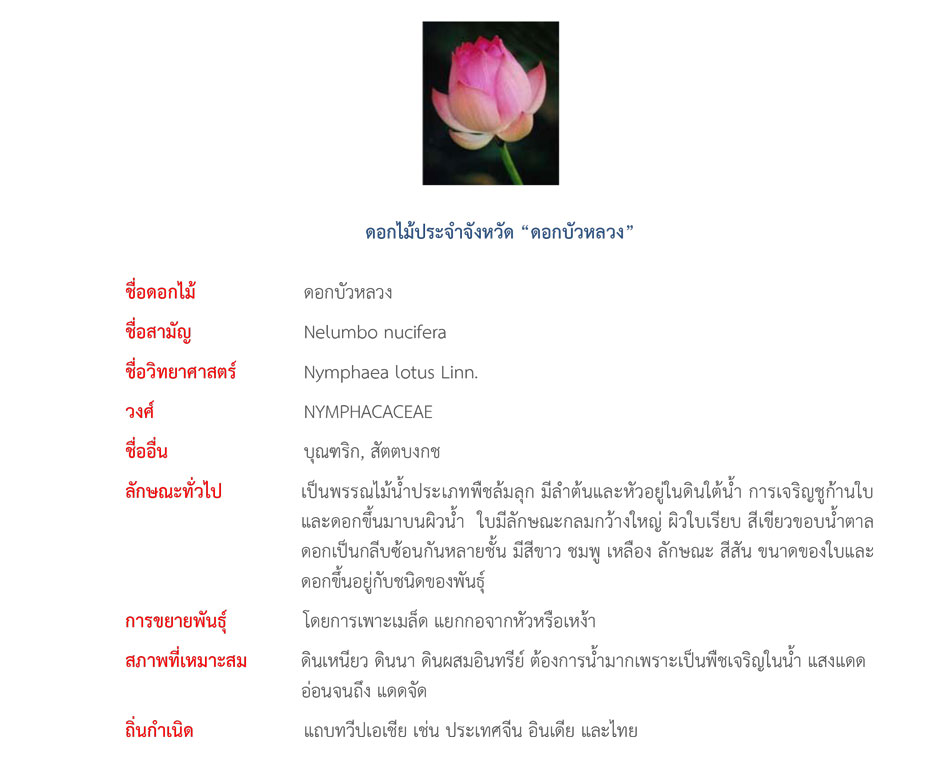 ดอกไม้ประจำจังหวัด “ดอกบัวหลวง”
ชื่อดอกไม้ ดอกบัวหลวง
ชื่อสามัญ Nelumbo nucifera
ชื่อวิทยาศาสตร์ Nymphaea lotus Linn.
วงศ์ NYMPHACACEAE
ชื่ออื่น บุณฑริก, สัตตบงกช
ลักษณะทั่วไป เป็นพรรณไม้น้ำประเภทพืชล้มลุก มีลำต้นและหัวอยู่ในดินใต้น้ำ การเจริญชูก้านใบ
และดอกขึ้นมาบนผิวน้ำ ใบมีลักษณะกลมกว้างใหญ่ ผิวใบเรียบ สีเขียวขอบน้ำตาล
ดอกเป็นกลีบซ้อนกันหลายชั้น มีสีขาว ชมพู เหลือง ลักษณะ สีสัน ขนาดของใบและ
ดอกขึ้นอยู่กับชนิดของพันธุ์
การขยายพันธุ์ โดยการเพาะเมล็ด แยกกอจากหัวหรือเหง้า
สภาพที่เหมาะสม ดินเหนียว ดินนา ดินผสมอินทรีย์ ต้องการน้ำมากเพราะเป็นพืชเจริญในน้ำ แสงแดด
อ่อนจนถึง แดดจัด
ถิ่นกำเนิด แถบทวีปเอเชีย เช่น ประเทศจีน อินเดีย และไทย